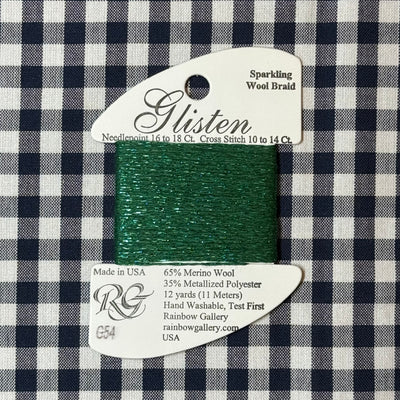 Sparkling
Wool Braid
Glisten
Needlepoint 16 to 18 Ct. Cross Stitch 10 to 14 Ct.
Made in USA
RG
G54
65% Merino Wool
35% Metallized Polyester
12 yards (11 Meters)
Hand Washable, Test First
Rainbow Gallery
rainbowgallery.com
USA